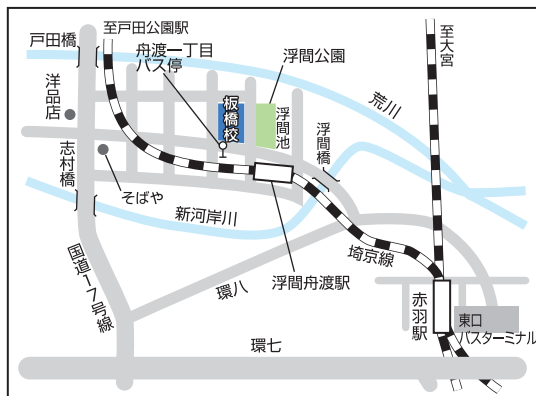 至戸田公園駅
戸田橋
舟渡一丁目
バス停
浮間公園
至大宮
荒川
洋品店
板橋校
浮間池
浮間橋
志村橋
そばや
新河岸川
国道17号線
環八
浮間舟渡駅
埼京線
赤羽駅
東口
バスターミナル
環七